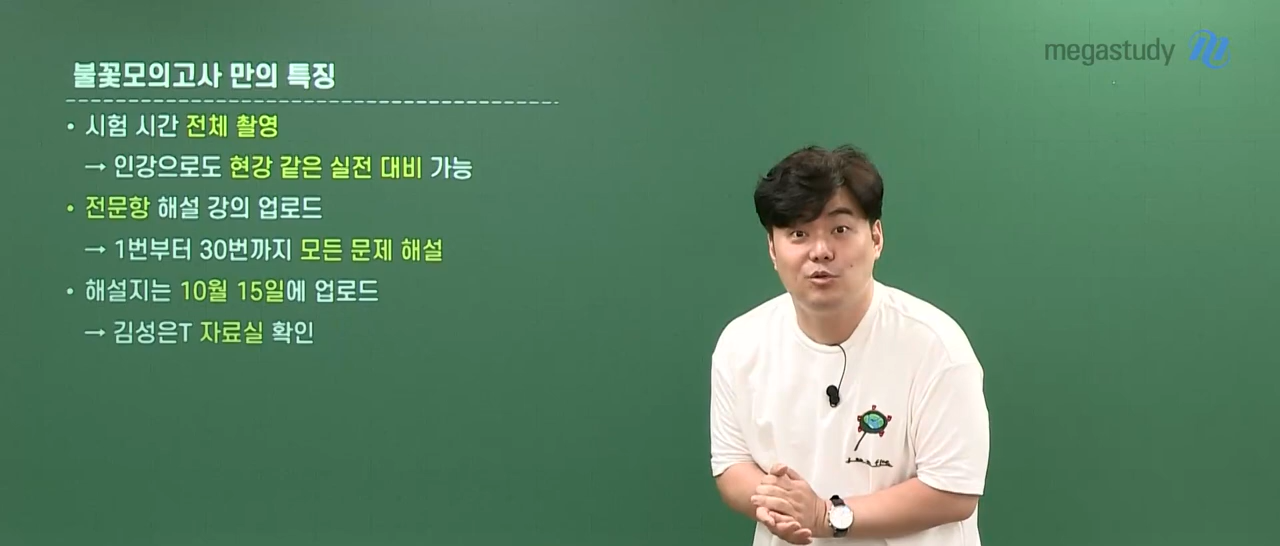 megastudy
불꽃모의고사 만의 특징
• 시험 시간 전체 촬영
→ 인강으로도 현강 같은 실전 대비 가능
• 전문항 해설 강의 업로드
→ 1번부터 30번까지 모든 문제 해설
• 해설지는 10월 15일에 업로드
→ 김성은T 자료실 확인